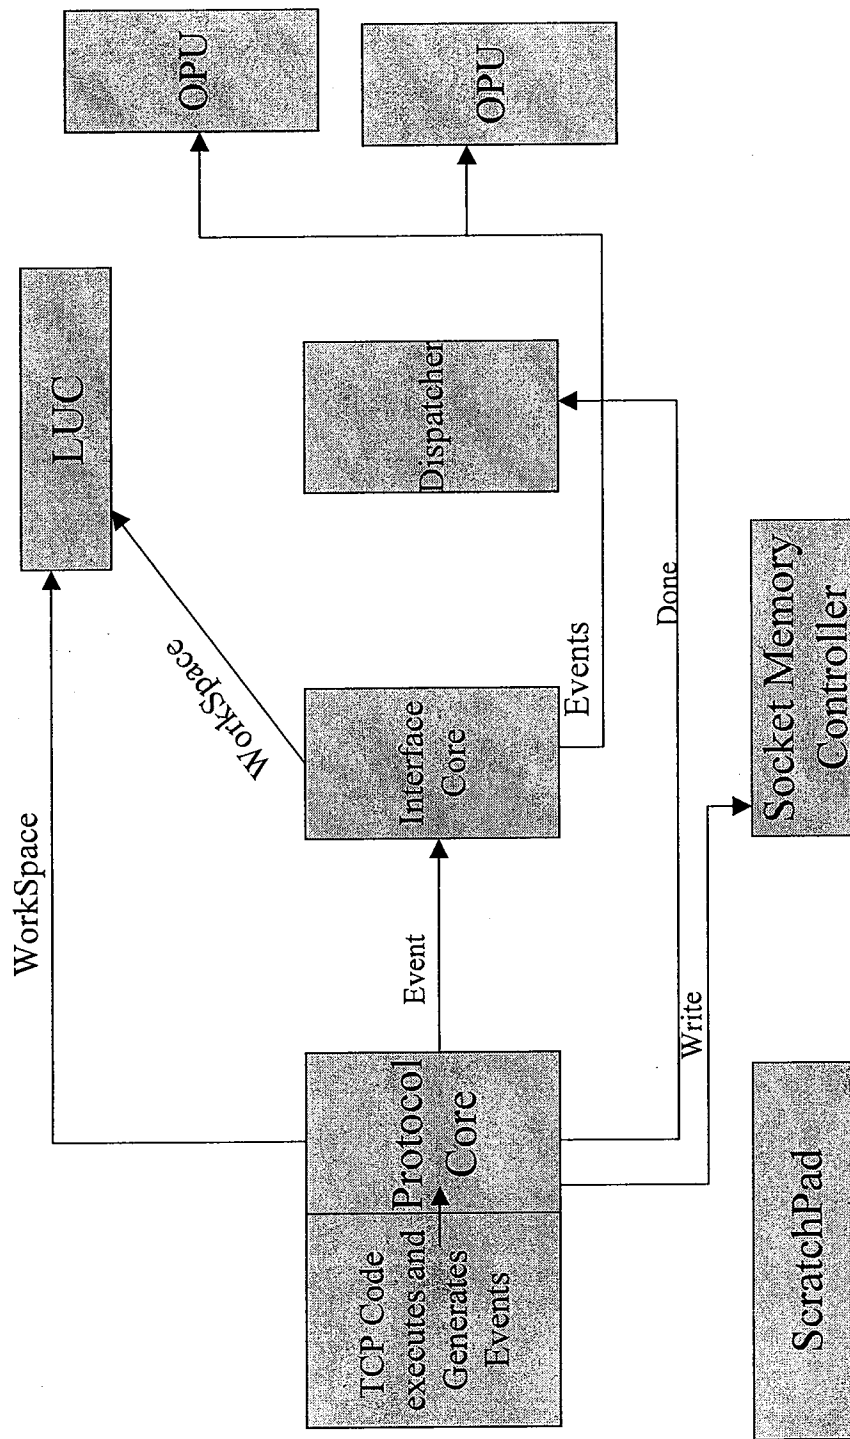 TCP Code
executes and
Generates
Events
Protocol
Core
WorkSpace
Event
Interface
Core
WorkSpace
LUC
Events
Dispatcher
Done
Write
OPU
OPU
ScratchPad
Socket Memory
Controller